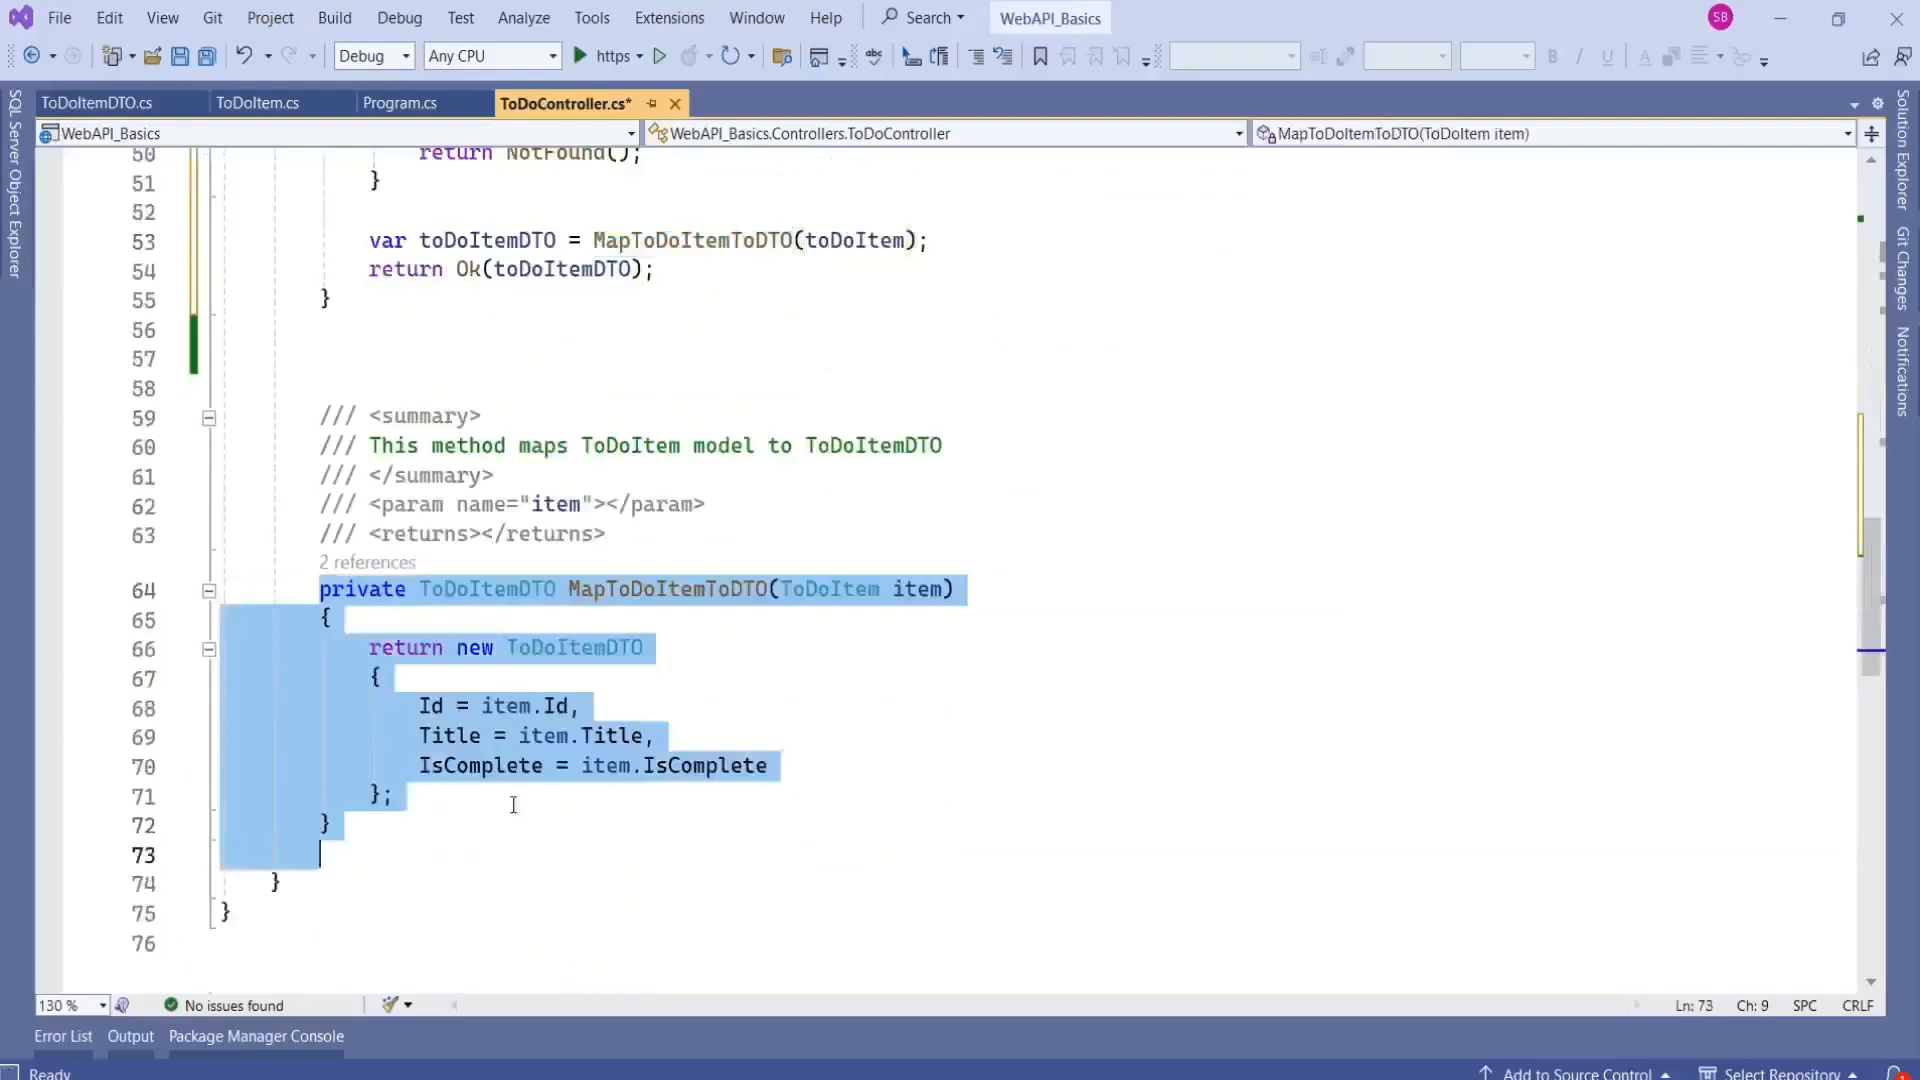 File Edit View Git Project Build Debug Test Analyze Tools Extensions Window Help Search WebAPI_Basics SB
Debug Any CPU https
ToDoItemDTO.cs ToDoItem.cs Program.cs ToDoController.cs*
WebAPI_Basics WebAPI_Basics.Controllers.ToDoController MapToDoItemToDTO(ToDoItem item)
SQL Server Object Explorer
Solution Explorer
Git Changes
Notifications
50 return NotFound();
51 }
52
53 var toDoItemDTO = MapToDoItemToDTO(toDoItem);
54 return Ok(toDoItemDTO);
55 }
56
57
58
59 /// <summary>
60 /// This method maps ToDoItem model to ToDoItemDTO
61 /// </summary>
62 /// <param name="item"></param>
63 /// <returns></returns>
2 references
64 private ToDoItemDTO MapToDoItemToDTO(ToDoItem item)
65 {
66 return new ToDoItemDTO
67 {
68 Id = item.Id,
69 Title = item.Title,
70 IsComplete = item.IsComplete
71 };
72 }
73
74 }
75 }
76
130 % No issues found Ln: 73 Ch: 9 SPC CRLF
Error List Output Package Manager Console
Ready Add to Source Control Select Repository